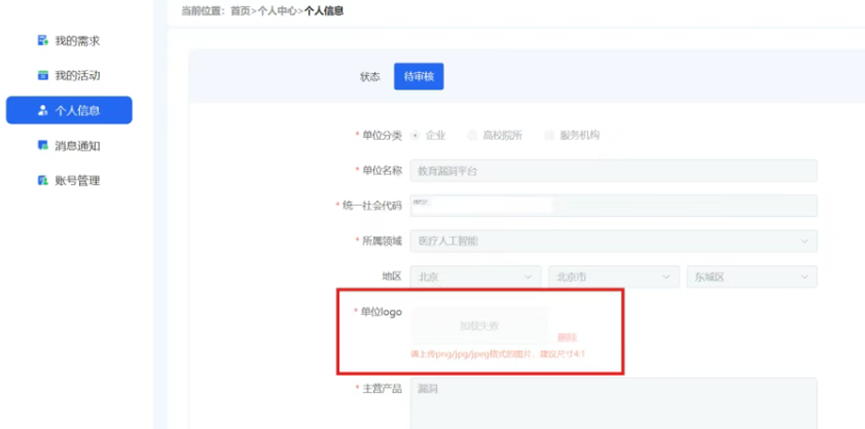 当前位置：首页>个人中心>个人信息
我的需求
我的活动
个人信息
消息通知
账号管理
状态 待审核
* 单位分类 企业 高校院所 服务机构
* 单位名称 教育漏洞平台
* 统一社会代码
* 所属领域 医疗人工智能
地区 北京 北京市 东城区
* 单位logo 加载失败 删除
请上传png/jpg/jpeg格式的图片，建议尺寸4:1
* 主营产品 漏洞